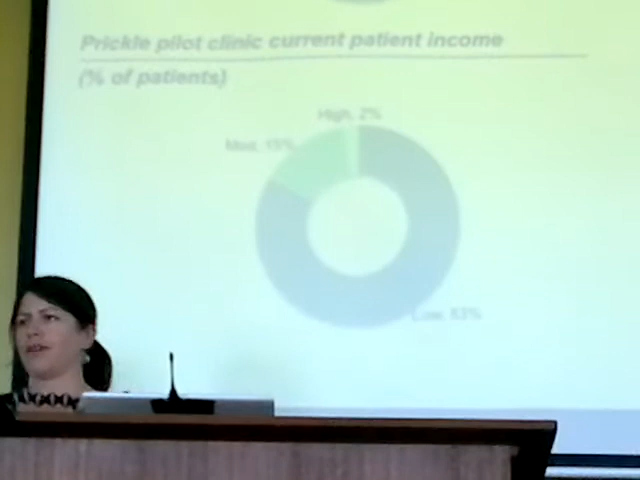 Prickle pilot clinic current patient income
(% of patients)
High, 2%
Med, 15%
Low, 83%